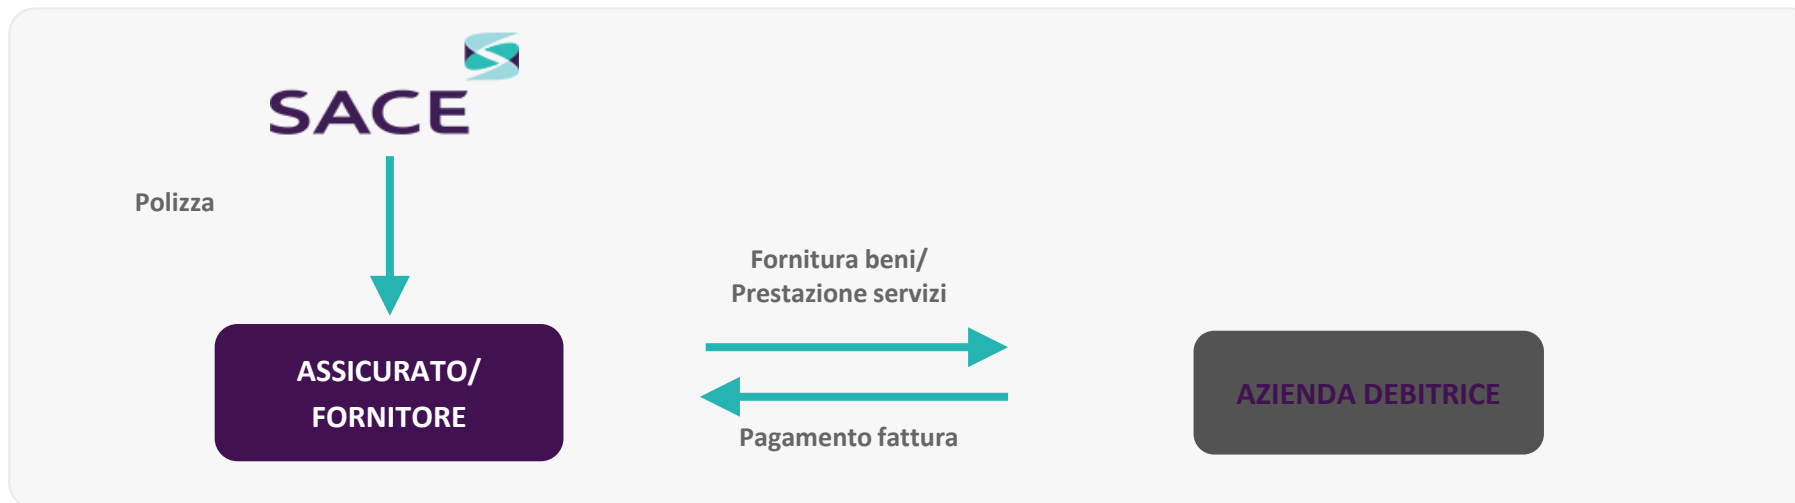 SACE
Polizza
Fornitura beni/
Prestazione servizi
ASSICURATO/
FORNITORE
AZIENDA DEBITRICE
Pagamento fattura